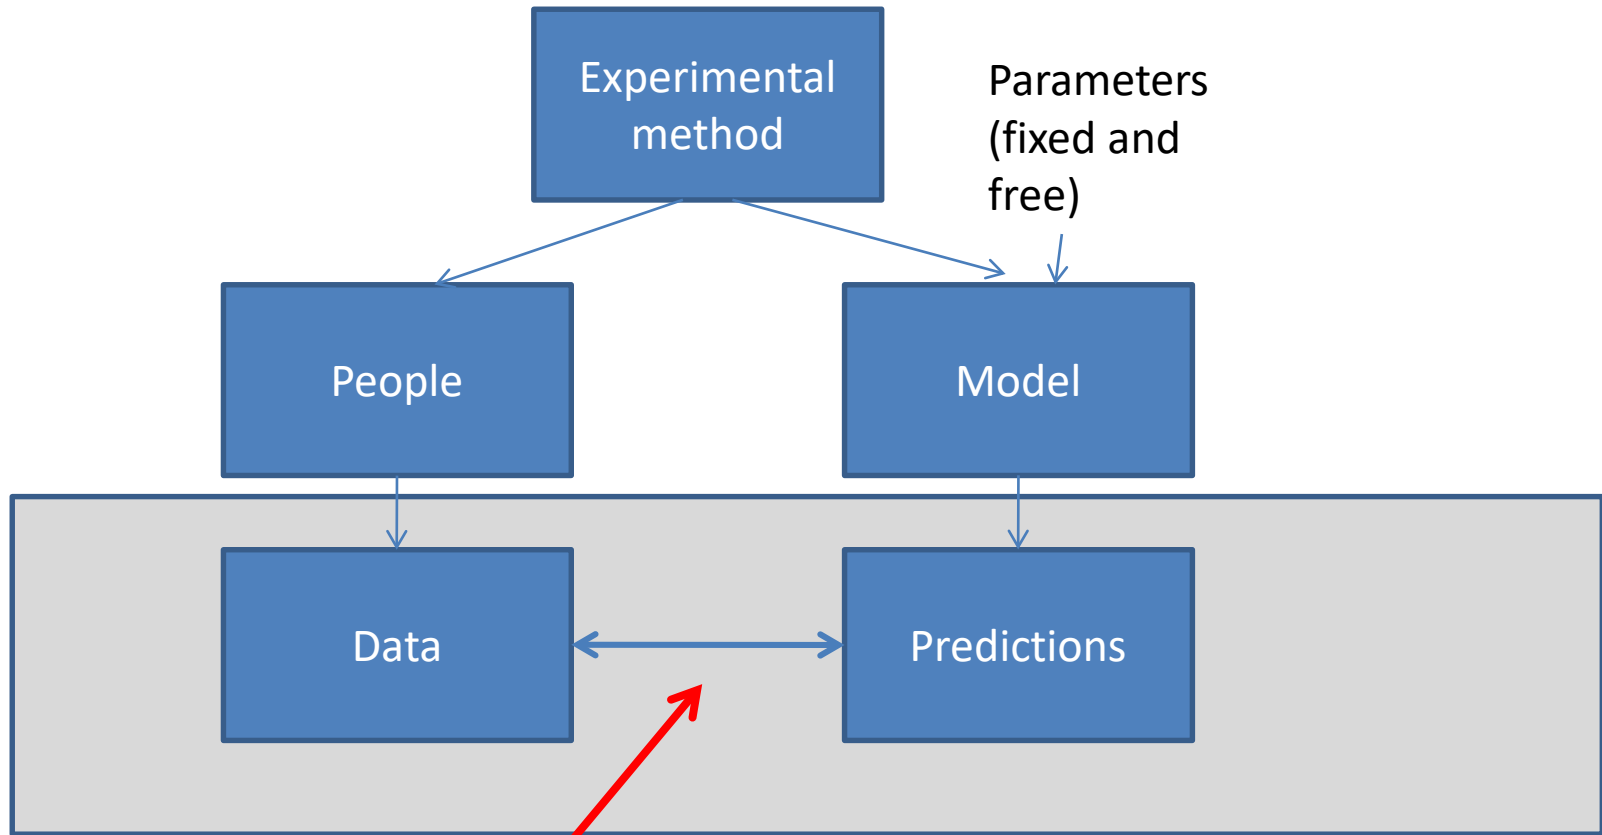 Experimental
method
Parameters
(fixed and
free)
People
Model
Data
Predictions